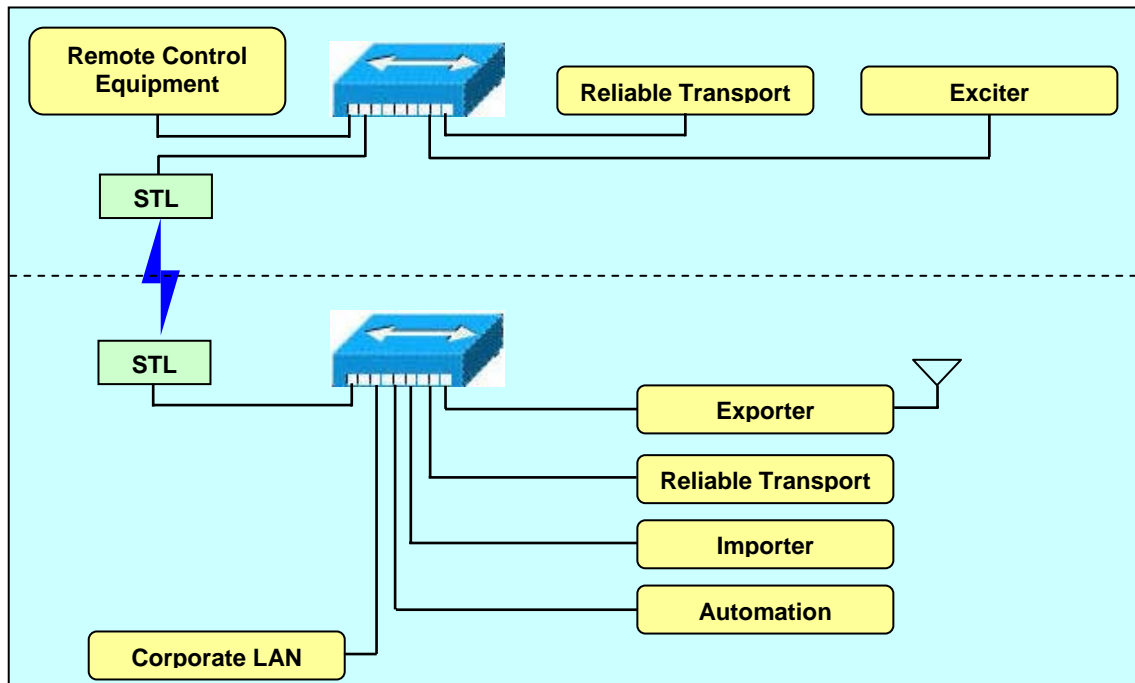 Remote Control
Equipment
Reliable Transport
Exciter
STL
STL
Exporter
Reliable Transport
Importer
Automation
Corporate LAN